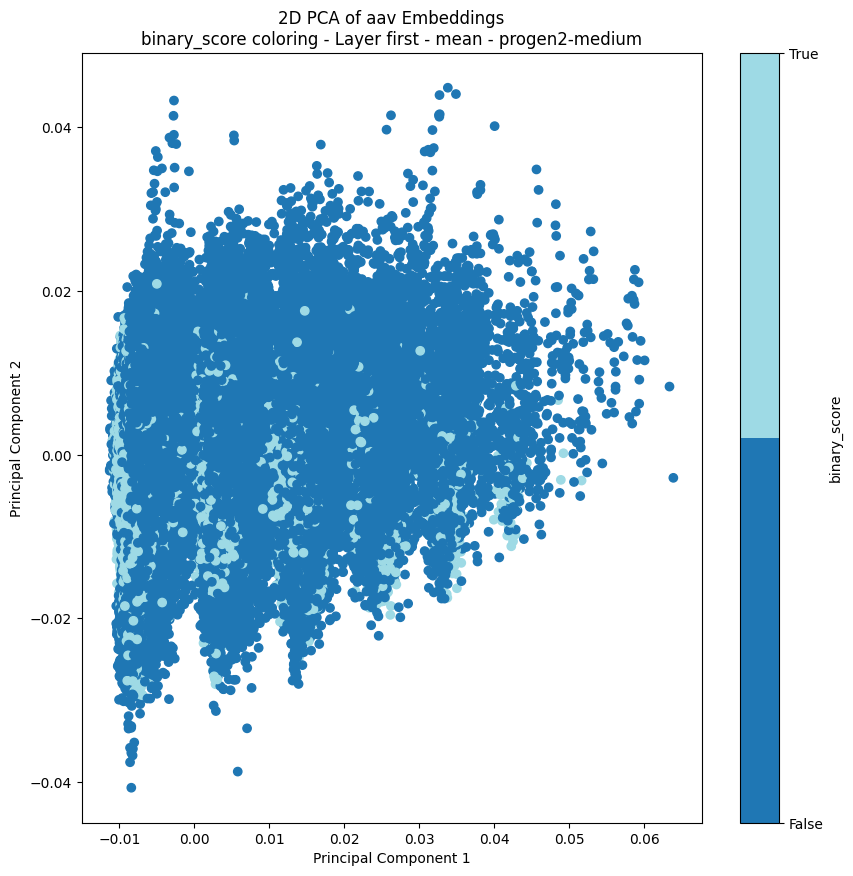 2D PCA of aav Embeddings
binary_score coloring - Layer first - mean - progen2-medium
True
0.04
0.02
0.00
−0.02
−0.04
Principal Component 2
binary_score
False
−0.01
0.00
0.01
0.02
0.03
0.04
0.05
0.06
Principal Component 1